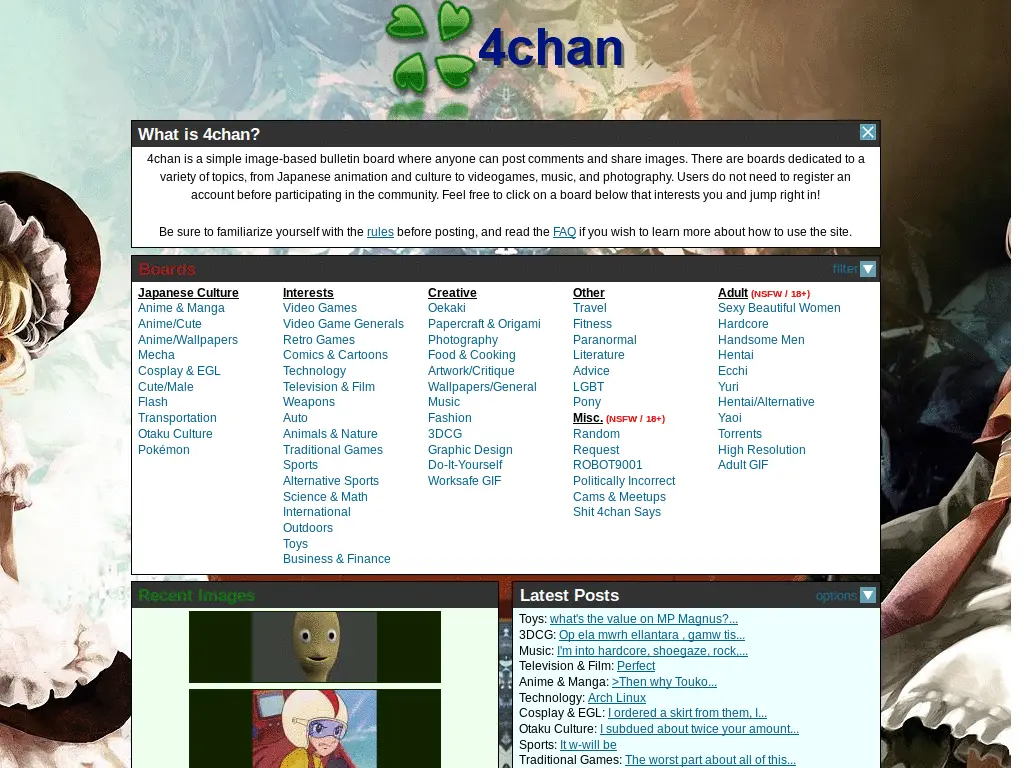 4chan
What is 4chan?
4chan is a simple image-based bulletin board where anyone can post comments and share images. There are boards dedicated to a
variety of topics, from Japanese animation and culture to videogames, music, and photography. Users do not need to register an
account before participating in the community. Feel free to click on a board below that interests you and jump right in!
Be sure to familiarize yourself with the rules before posting, and read the FAQ if you wish to learn more about how to use the site.
Boards
filter
Japanese Culture
Anime & Manga
Anime/Cute
Anime/Wallpapers
Mecha
Cosplay & EGL
Cute/Male
Flash
Transportation
Otaku Culture
Pokémon
Interests
Video Games
Video Game Generals
Retro Games
Comics & Cartoons
Technology
Television & Film
Weapons
Auto
Animals & Nature
Traditional Games
Sports
Alternative Sports
Science & Math
International
Outdoors
Toys
Business & Finance
Creative
Oekaki
Papercraft & Origami
Photography
Food & Cooking
Artwork/Critique
Wallpapers/General
Music
Fashion
3DCG
Graphic Design
Do-It-Yourself
Worksafe GIF
Other
Travel
Fitness
Paranormal
Literature
Advice
LGBT
Pony
Misc. (NSFW / 18+)
Random
Request
ROBOT9001
Politically Incorrect
Cams & Meetups
Shit 4chan Says
Adult (NSFW / 18+)
Sexy Beautiful Women
Hardcore
Handsome Men
Hentai
Ecchi
Yuri
Hentai/Alternative
Yaoi
Torrents
High Resolution
Adult GIF
Recent Images
Latest Posts
options
Toys: what's the value on MP Magnus?...
3DCG: Op ela mwrh ellantara , gamw tis...
Music: I'm into hardcore, shoegaze, rock,...
Television & Film: Perfect
Anime & Manga: >Then why Touko...
Technology: Arch Linux
Cosplay & EGL: I ordered a skirt from them, I...
Otaku Culture: I subdued about twice your amount...
Sports: It w-will be
Traditional Games: The worst part about all of this...